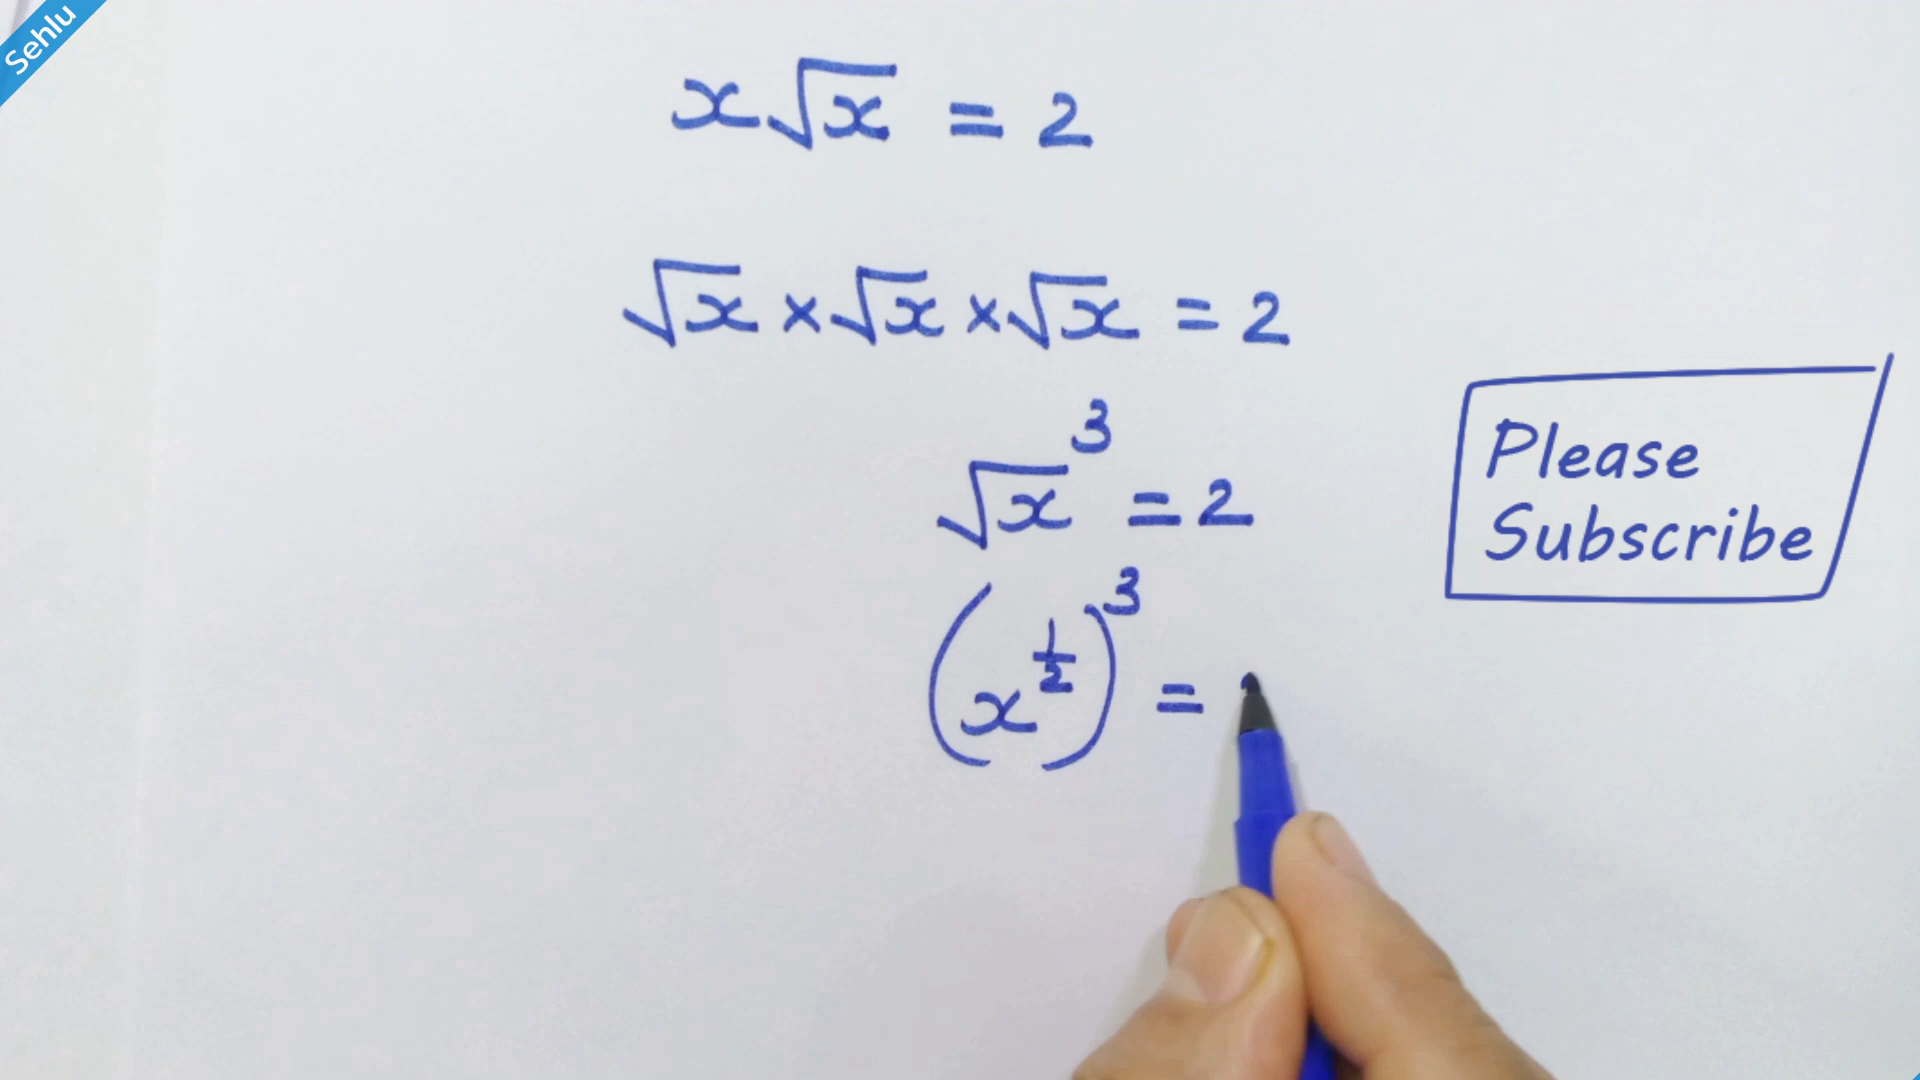 Sehlu
x√x = 2
√x × √x × √x = 2
√x³ = 2
(x^½)³ =
Please
Subscribe